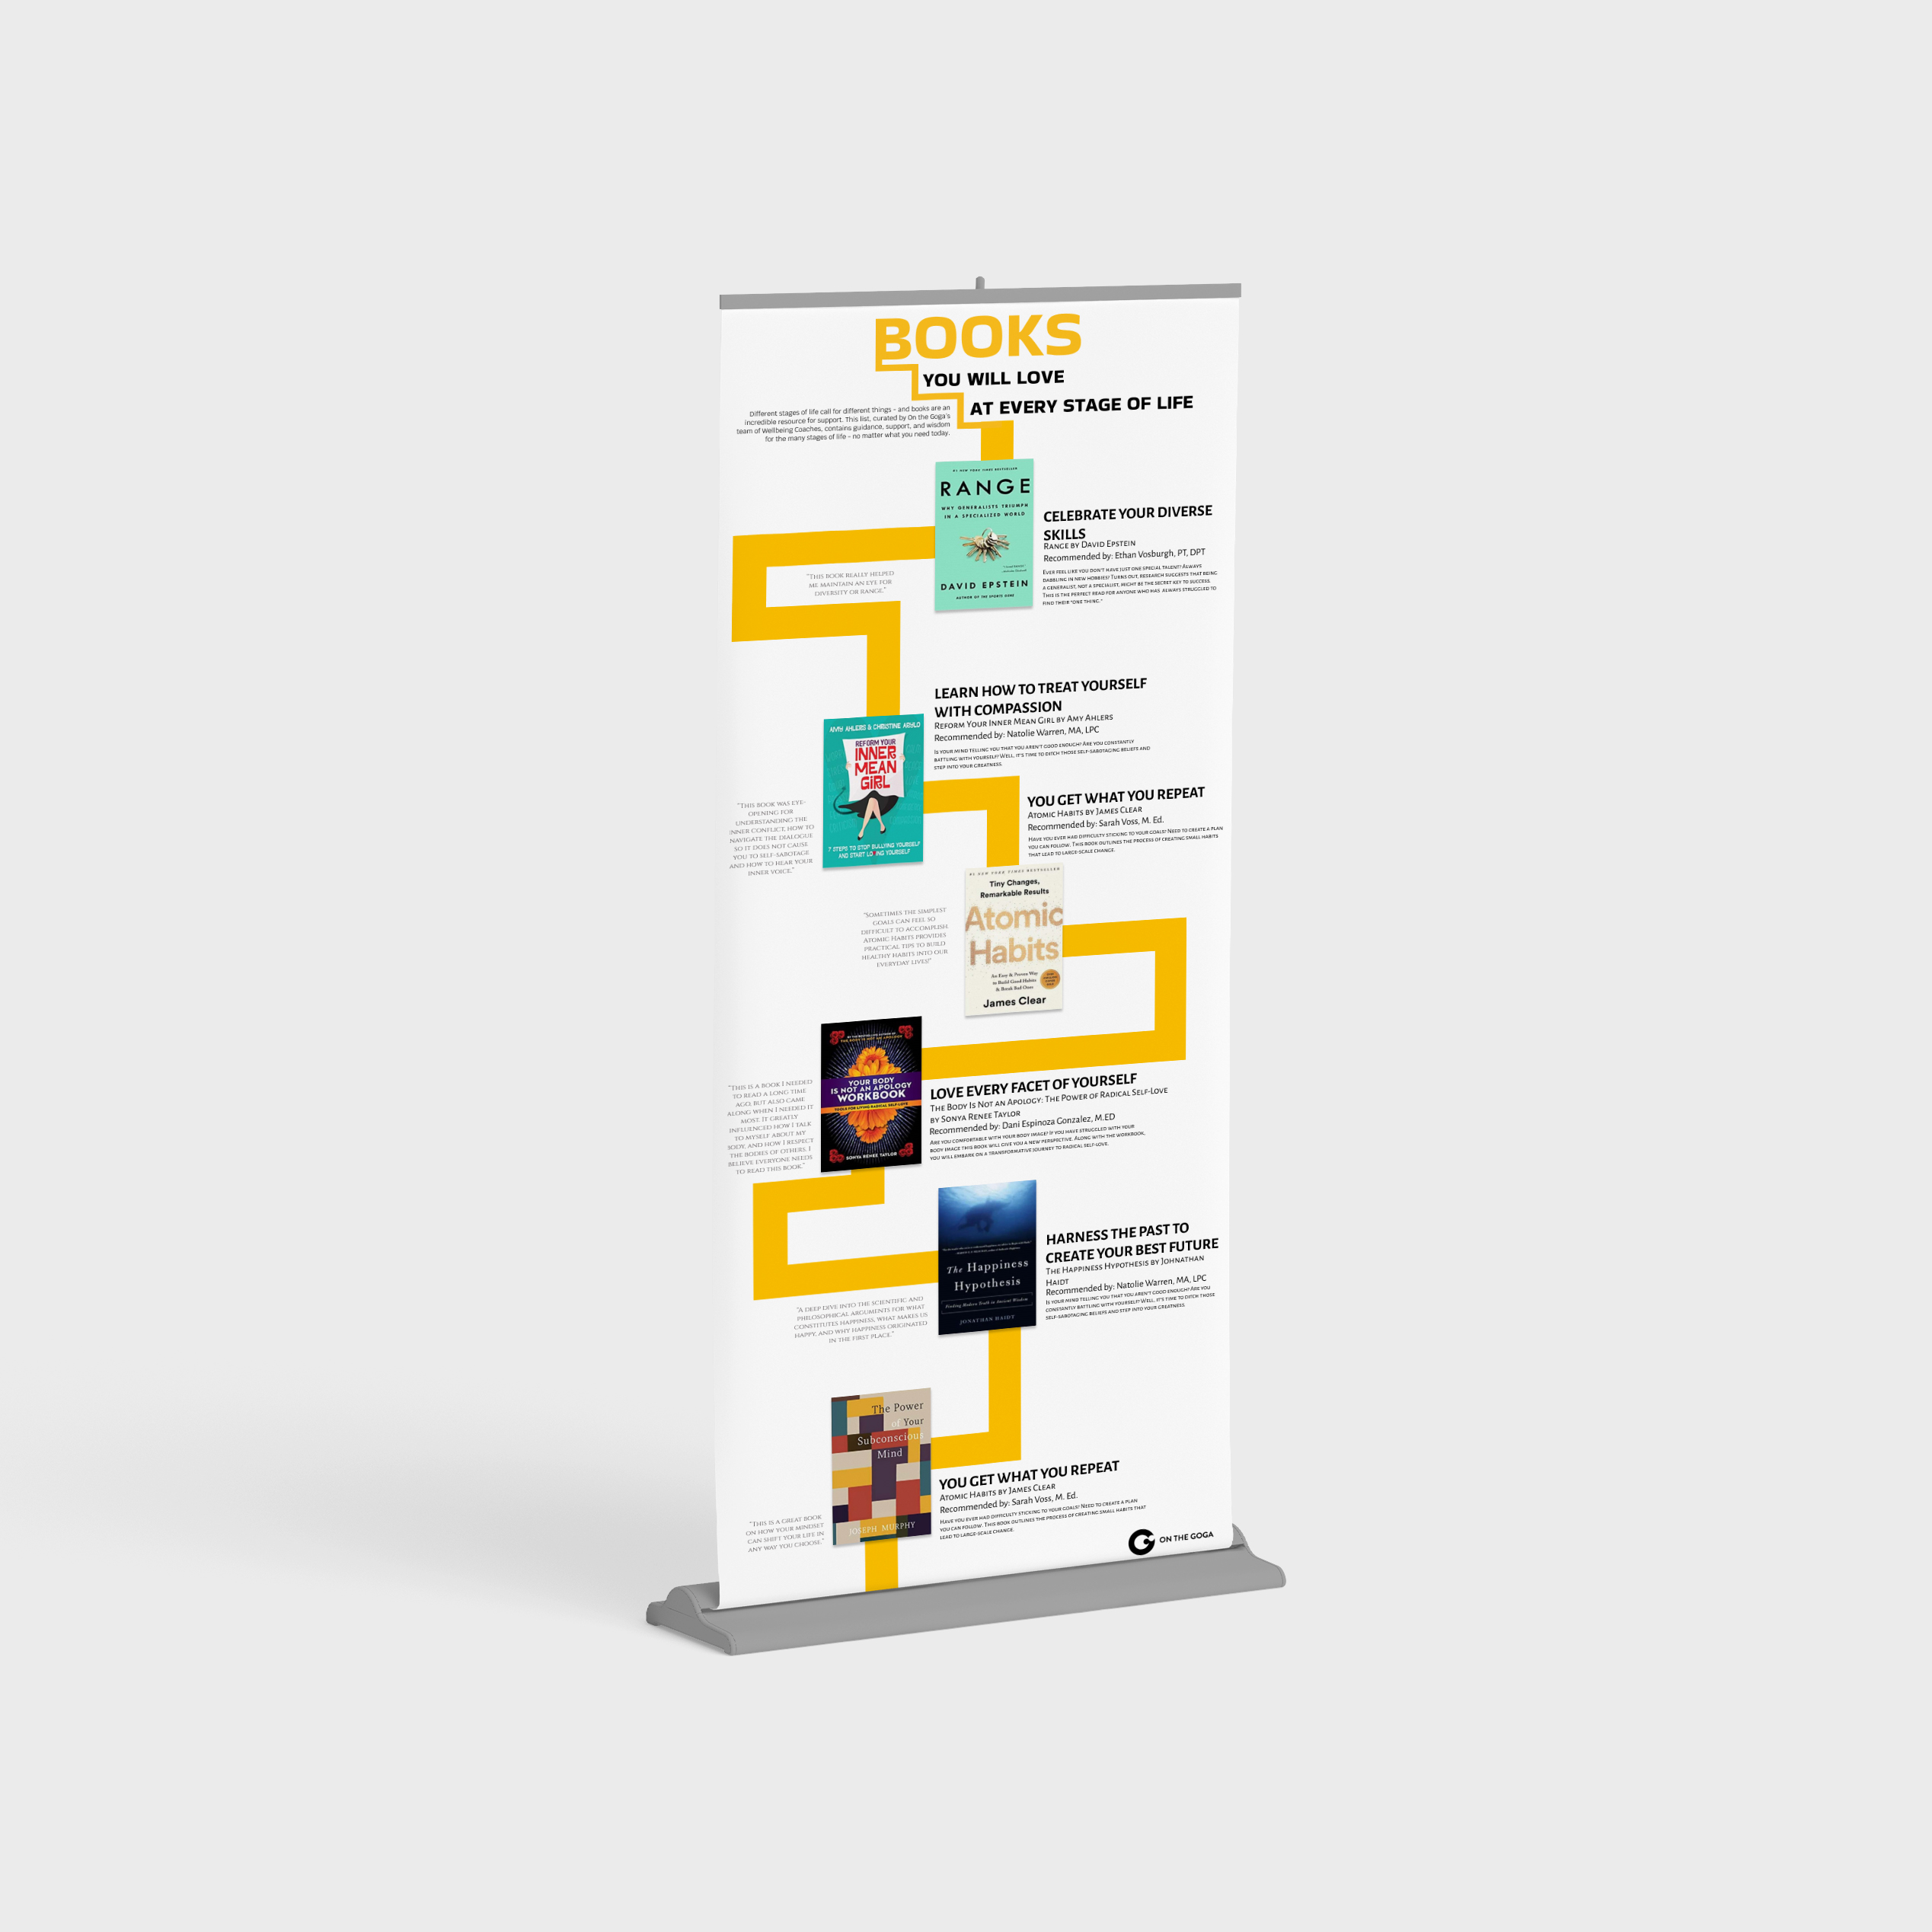 BOOKS
YOU WILL LOVE
AT EVERY STAGE OF LIFE
Different stages of life call for different things - and books are an
incredible resource for support. This list, curated by On the Goga's
team of Wellbeing Coaches, contains guidance, support, and wisdom
for the many stages of life - no matter what you need today.
#1 NEW YORK TIMES BESTSELLER
RANGE
WHY GENERALISTS TRIUMPH
IN A SPECIALIZED WORLD
DAVID EPSTEIN
AUTHOR OF THE SPORTS GENE
CELEBRATE YOUR DIVERSE
SKILLS
RANGE BY DAVID EPSTEIN
Recommended by: Ethan Vosburgh, PT, DPT
EVER FEEL LIKE YOU DON'T HAVE JUST ONE SPECIAL TALENT? ALWAYS
DABBLING IN NEW HOBBIES? TURNS OUT, RESEARCH SUGGESTS THAT BEING
A GENERALIST, NOT A SPECIALIST, MIGHT BE THE SECRET KEY TO SUCCESS.
THIS IS THE PERFECT READ FOR ANYONE WHO HAS ALWAYS STRUGGLED TO
FIND THEIR "ONE THING."
"THIS BOOK REALLY HELPED
ME MAINTAIN AN EYE FOR
DIVERSITY OR RANGE."
LEARN HOW TO TREAT YOURSELF
WITH COMPASSION
REFORM YOUR INNER MEAN GIRL BY AMY AHLERS
Recommended by: Natolie Warren, MA, LPC
IS YOUR MIND TELLING YOU THAT YOU AREN'T GOOD ENOUGH? ARE YOU CONSTANTLY
BATTLING WITH YOURSELF? WELL, IT'S TIME TO DITCH THOSE SELF-SABOTAGING BELIEFS AND
STEP INTO YOUR GREATNESS.
AMY AHLERS & CHRISTINE ARYLO
REFORM YOUR
INNER
MEAN
GIRL
7 STEPS TO STOP BULLYING YOURSELF
AND START LOVING YOURSELF
"THIS BOOK WAS EYE-
OPENING FOR
UNDERSTANDING THE
INNER CONFLICT, HOW TO
NAVIGATE THE DIALOGUE
SO IT DOES NOT CAUSE
YOU TO SELF-SABOTAGE
AND HOW TO HEAR YOUR
INNER VOICE."
YOU GET WHAT YOU REPEAT
ATOMIC HABITS BY JAMES CLEAR
Recommended by: Sarah Voss, M. Ed.
HAVE YOU EVER HAD DIFFICULTY STICKING TO YOUR GOALS? NEED TO CREATE A PLAN
YOU CAN FOLLOW. THIS BOOK OUTLINES THE PROCESS OF CREATING SMALL HABITS
THAT LEAD TO LARGE-SCALE CHANGE.
#1 NEW YORK TIMES BESTSELLER
Tiny Changes,
Remarkable Results
Atomic
Habits
An Easy & Proven Way
to Build Good Habits
& Break Bad Ones
James Clear
"SOMETIMES THE SIMPLEST
GOALS CAN FEEL SO
DIFFICULT TO ACCOMPLISH.
ATOMIC HABITS PROVIDES
PRACTICAL TIPS TO BUILD
HEALTHY HABITS INTO OUR
EVERYDAY LIVES!"
YOUR BODY
IS NOT AN APOLOGY
WORKBOOK
TOOLS FOR LIVING RADICAL SELF-LOVE
SONYA RENEE TAYLOR
LOVE EVERY FACET OF YOURSELF
THE BODY IS NOT AN APOLOGY: THE POWER OF RADICAL SELF-LOVE
BY SONYA RENEE TAYLOR
Recommended by: Dani Espinoza Gonzalez, M.ED
ARE YOU COMFORTABLE WITH YOUR BODY IMAGE? IF YOU HAVE STRUGGLED WITH YOUR
BODY IMAGE THIS BOOK WILL GIVE YOU A NEW PERSPECTIVE. ALONG WITH THE WORKBOOK,
YOU WILL EMBARK ON A TRANSFORMATIVE JOURNEY TO RADICAL SELF-LOVE.
"THIS IS A BOOK I NEEDED
TO READ A LONG TIME
AGO, BUT ALSO CAME
ALONG WHEN I NEEDED IT
MOST. IT GREATLY
INFLUENCED HOW I TALK
TO MYSELF ABOUT MY
BODY, AND HOW I RESPECT
THE BODIES OF OTHERS. I
BELIEVE EVERYONE NEEDS
TO READ THIS BOOK."
The Happiness
Hypothesis
Finding Modern Truth in Ancient Wisdom
JONATHAN HAIDT
HARNESS THE PAST TO
CREATE YOUR BEST FUTURE
THE HAPPINESS HYPOTHESIS BY JOHNATHAN
HAIDT
Recommended by: Natolie Warren, MA, LPC
IS YOUR MIND TELLING YOU THAT YOU AREN'T GOOD ENOUGH? ARE YOU
CONSTANTLY BATTLING WITH YOURSELF? WELL, IT'S TIME TO DITCH THOSE
SELF-SABOTAGING BELIEFS AND STEP INTO YOUR GREATNESS.
"A DEEP DIVE INTO THE SCIENTIFIC AND
PHILOSOPHICAL ARGUMENTS FOR WHAT
CONSTITUTES HAPPINESS, WHAT MAKES US
HAPPY, AND WHY HAPPINESS ORIGINATED
IN THE FIRST PLACE."
The Power
of Your
Subconscious
Mind
JOSEPH MURPHY
YOU GET WHAT YOU REPEAT
ATOMIC HABITS BY JAMES CLEAR
Recommended by: Sarah Voss, M. Ed.
HAVE YOU EVER HAD DIFFICULTY STICKING TO YOUR GOALS? NEED TO CREATE A PLAN
YOU CAN FOLLOW. THIS BOOK OUTLINES THE PROCESS OF CREATING SMALL HABITS THAT
LEAD TO LARGE-SCALE CHANGE.
"THIS IS A GREAT BOOK
ON HOW YOUR MINDSET
CAN SHIFT YOUR LIFE IN
ANY WAY YOU CHOOSE."
ON THE GOGA